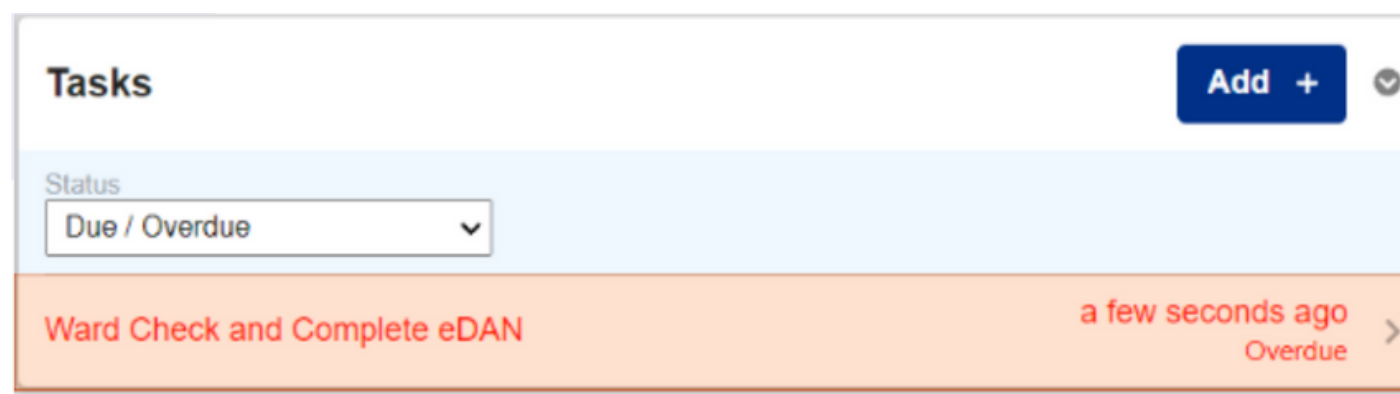 Tasks
Add +
Status
Due / Overdue
Ward Check and Complete eDAN
a few seconds ago
Overdue